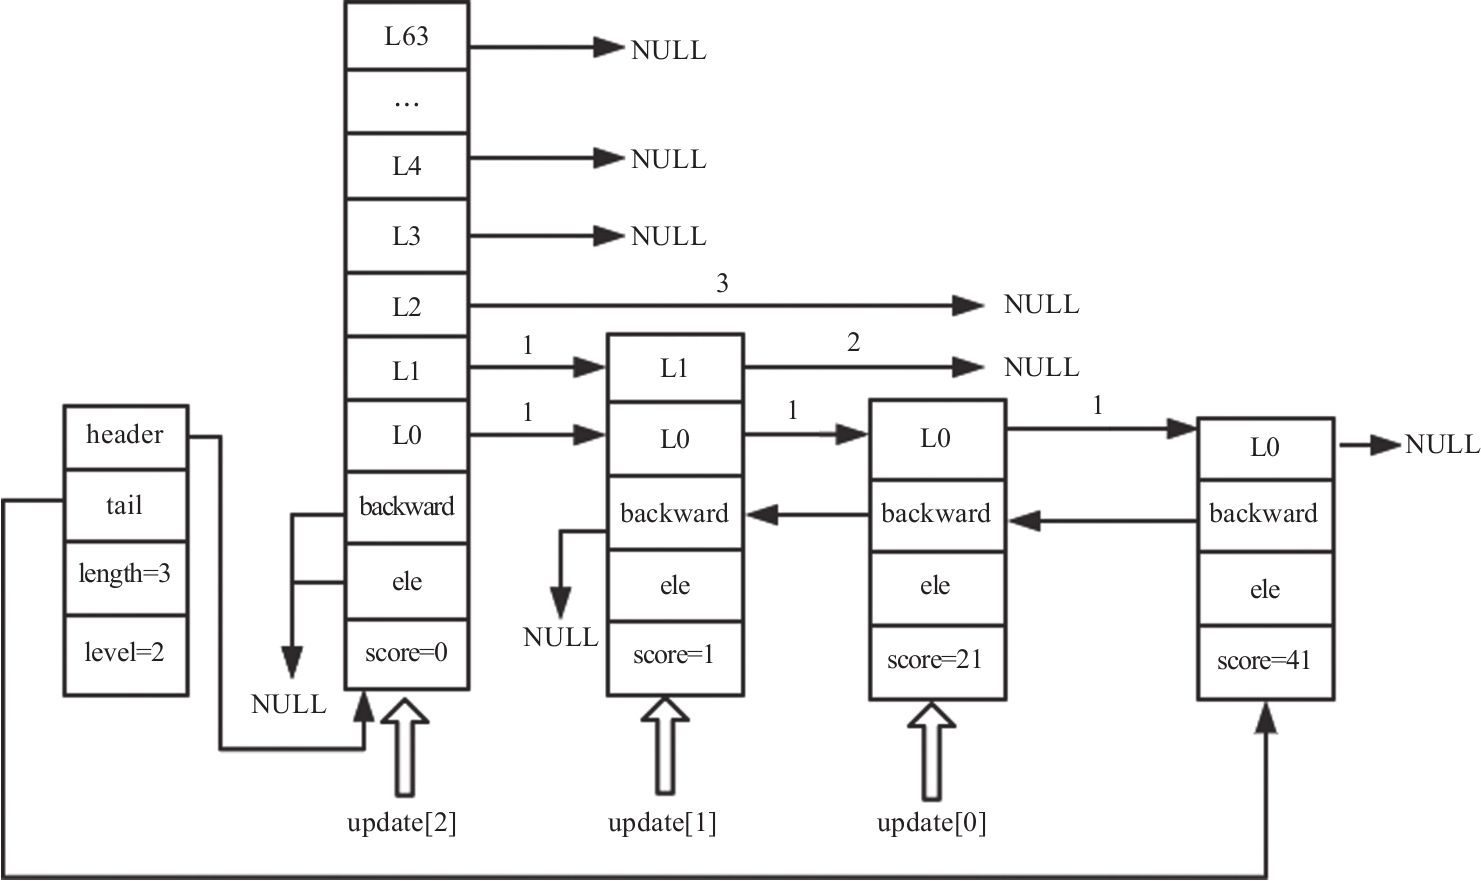 L63
NULL
…
L4
NULL
L3
NULL
L2
3
NULL
L1
1
L1
2
NULL
header
L0
1
L0
1
L0
1
L0
NULL
tail
backward
backward
backward
backward
length=3
ele
ele
ele
ele
NULL
level=2
score=0
score=1
score=21
score=41
NULL
update[2]
update[1]
update[0]